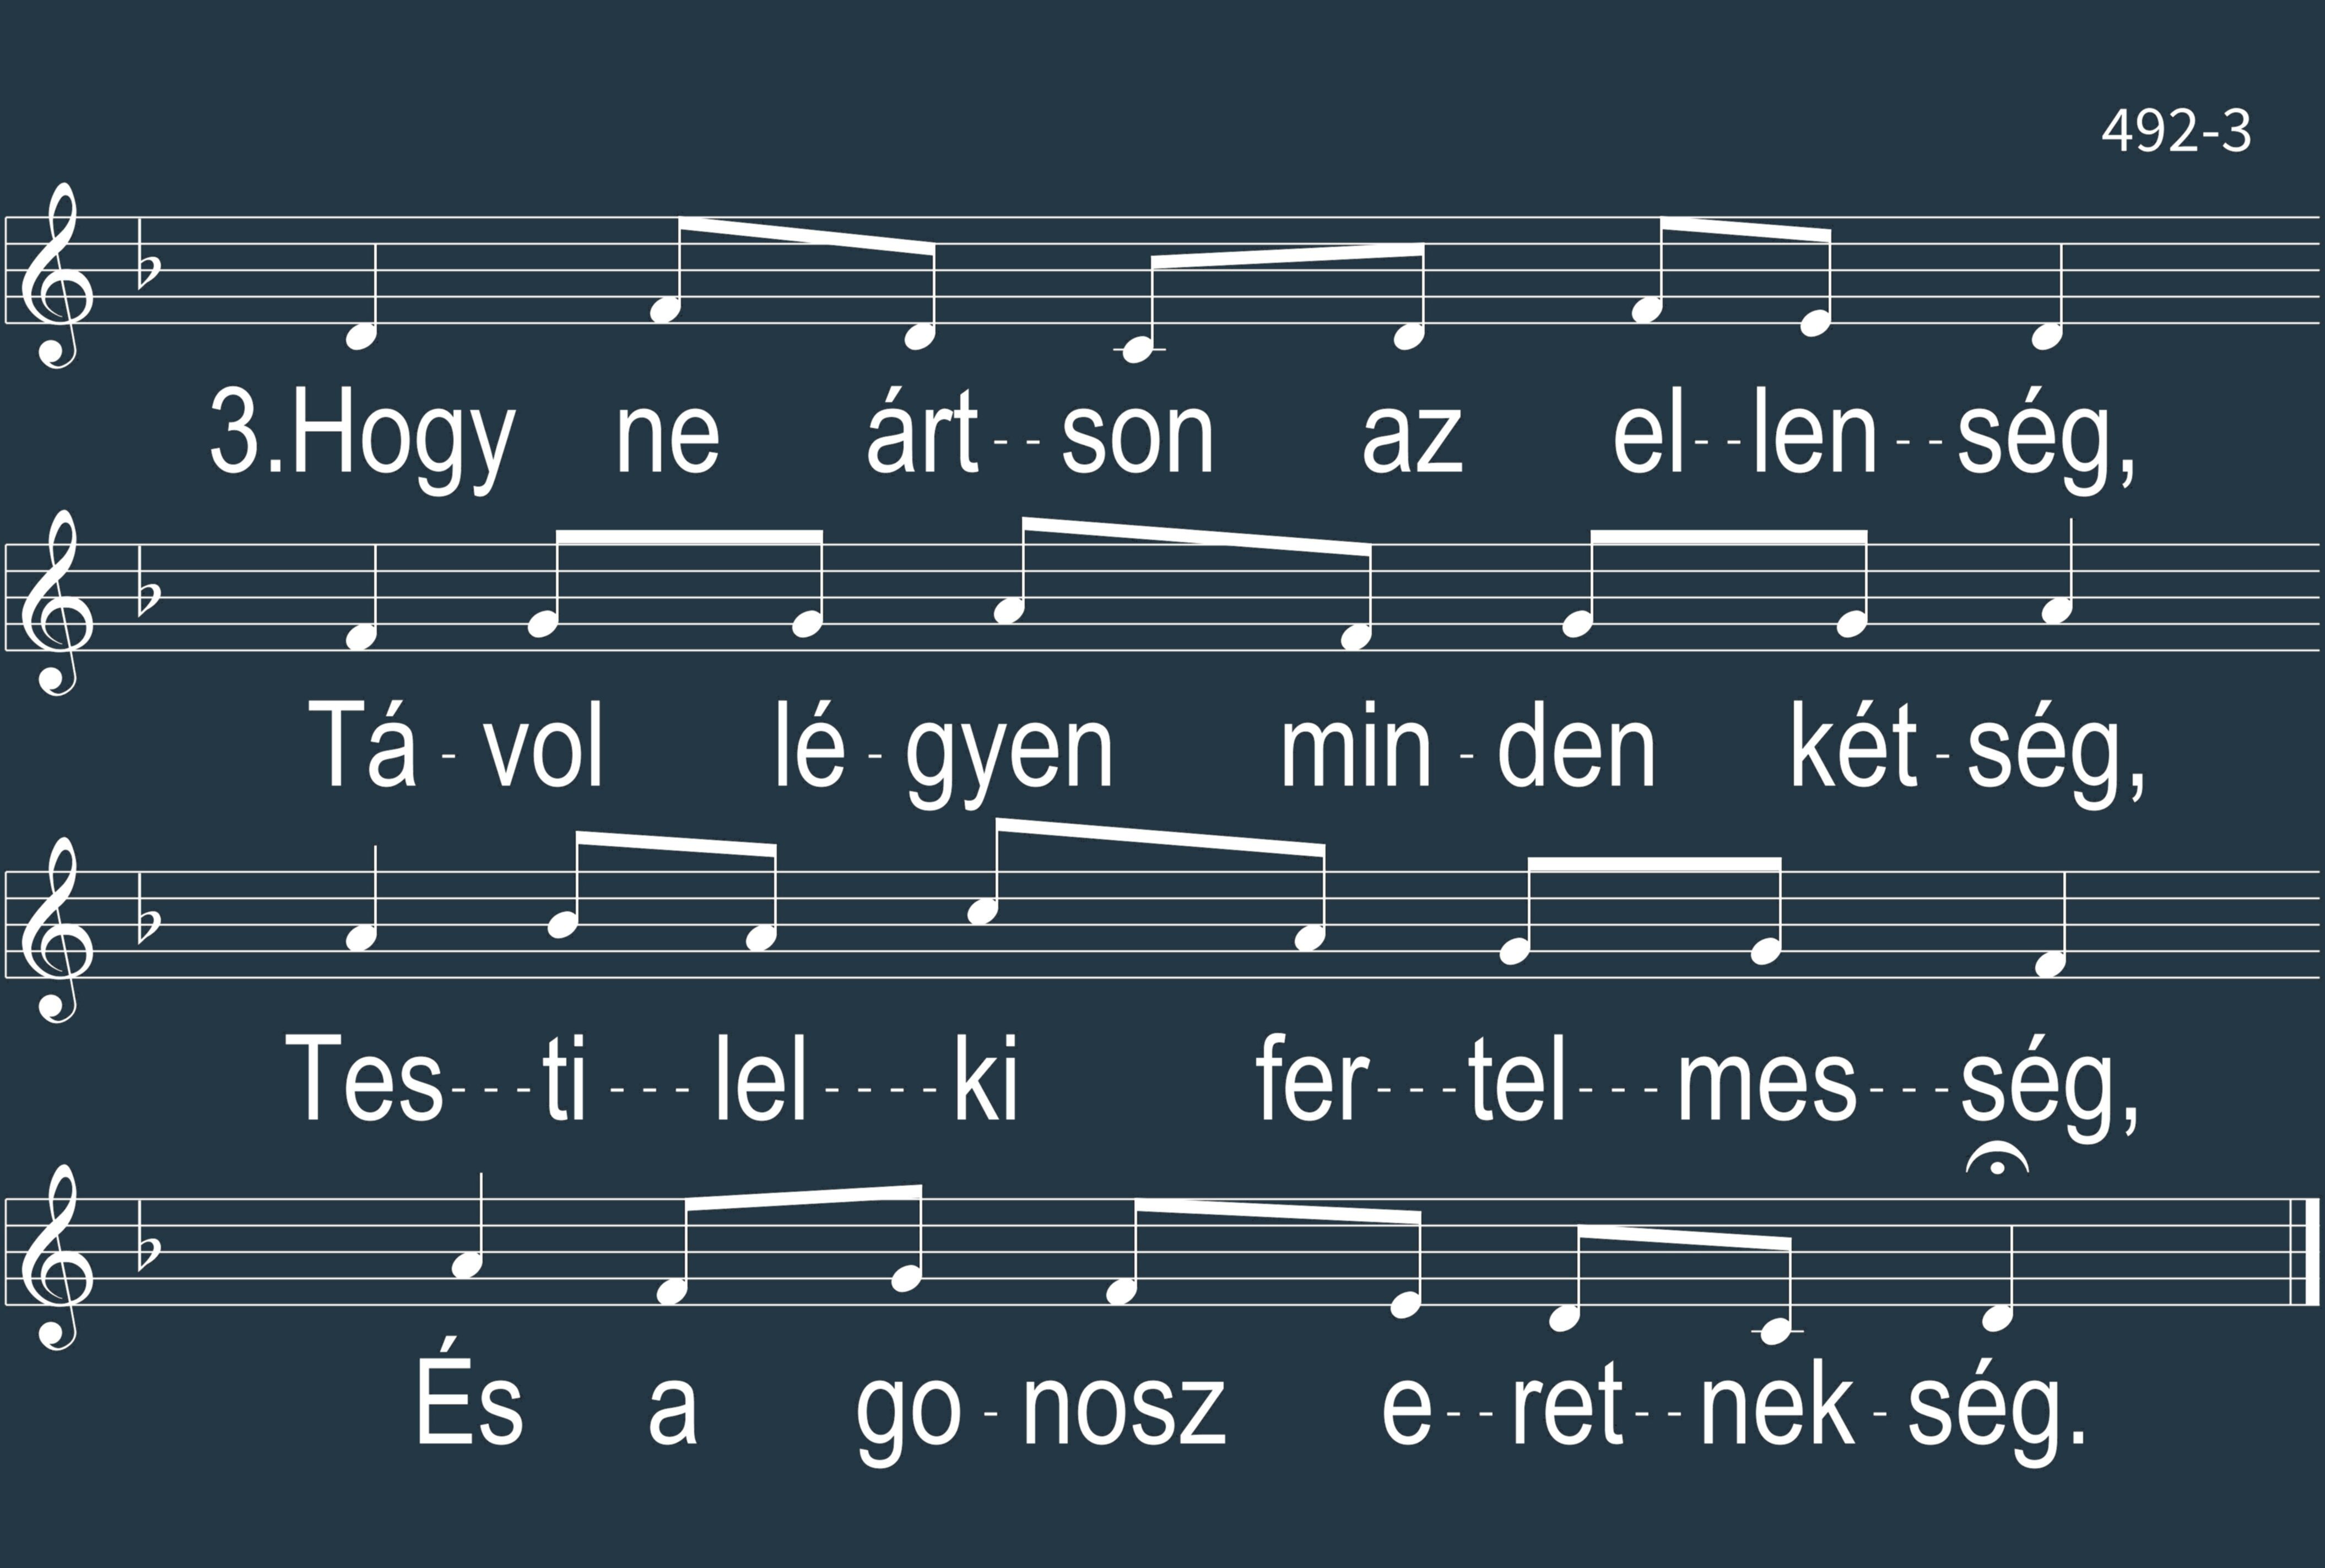 492-3
3.Hogy ne árt--son az el--len--ség,
Tá-vol lé-gyen min-den két-ség,
Tes---ti---lel----ki fer---tel---mes---ség,
És a go-nosz e--ret--nek-ség.